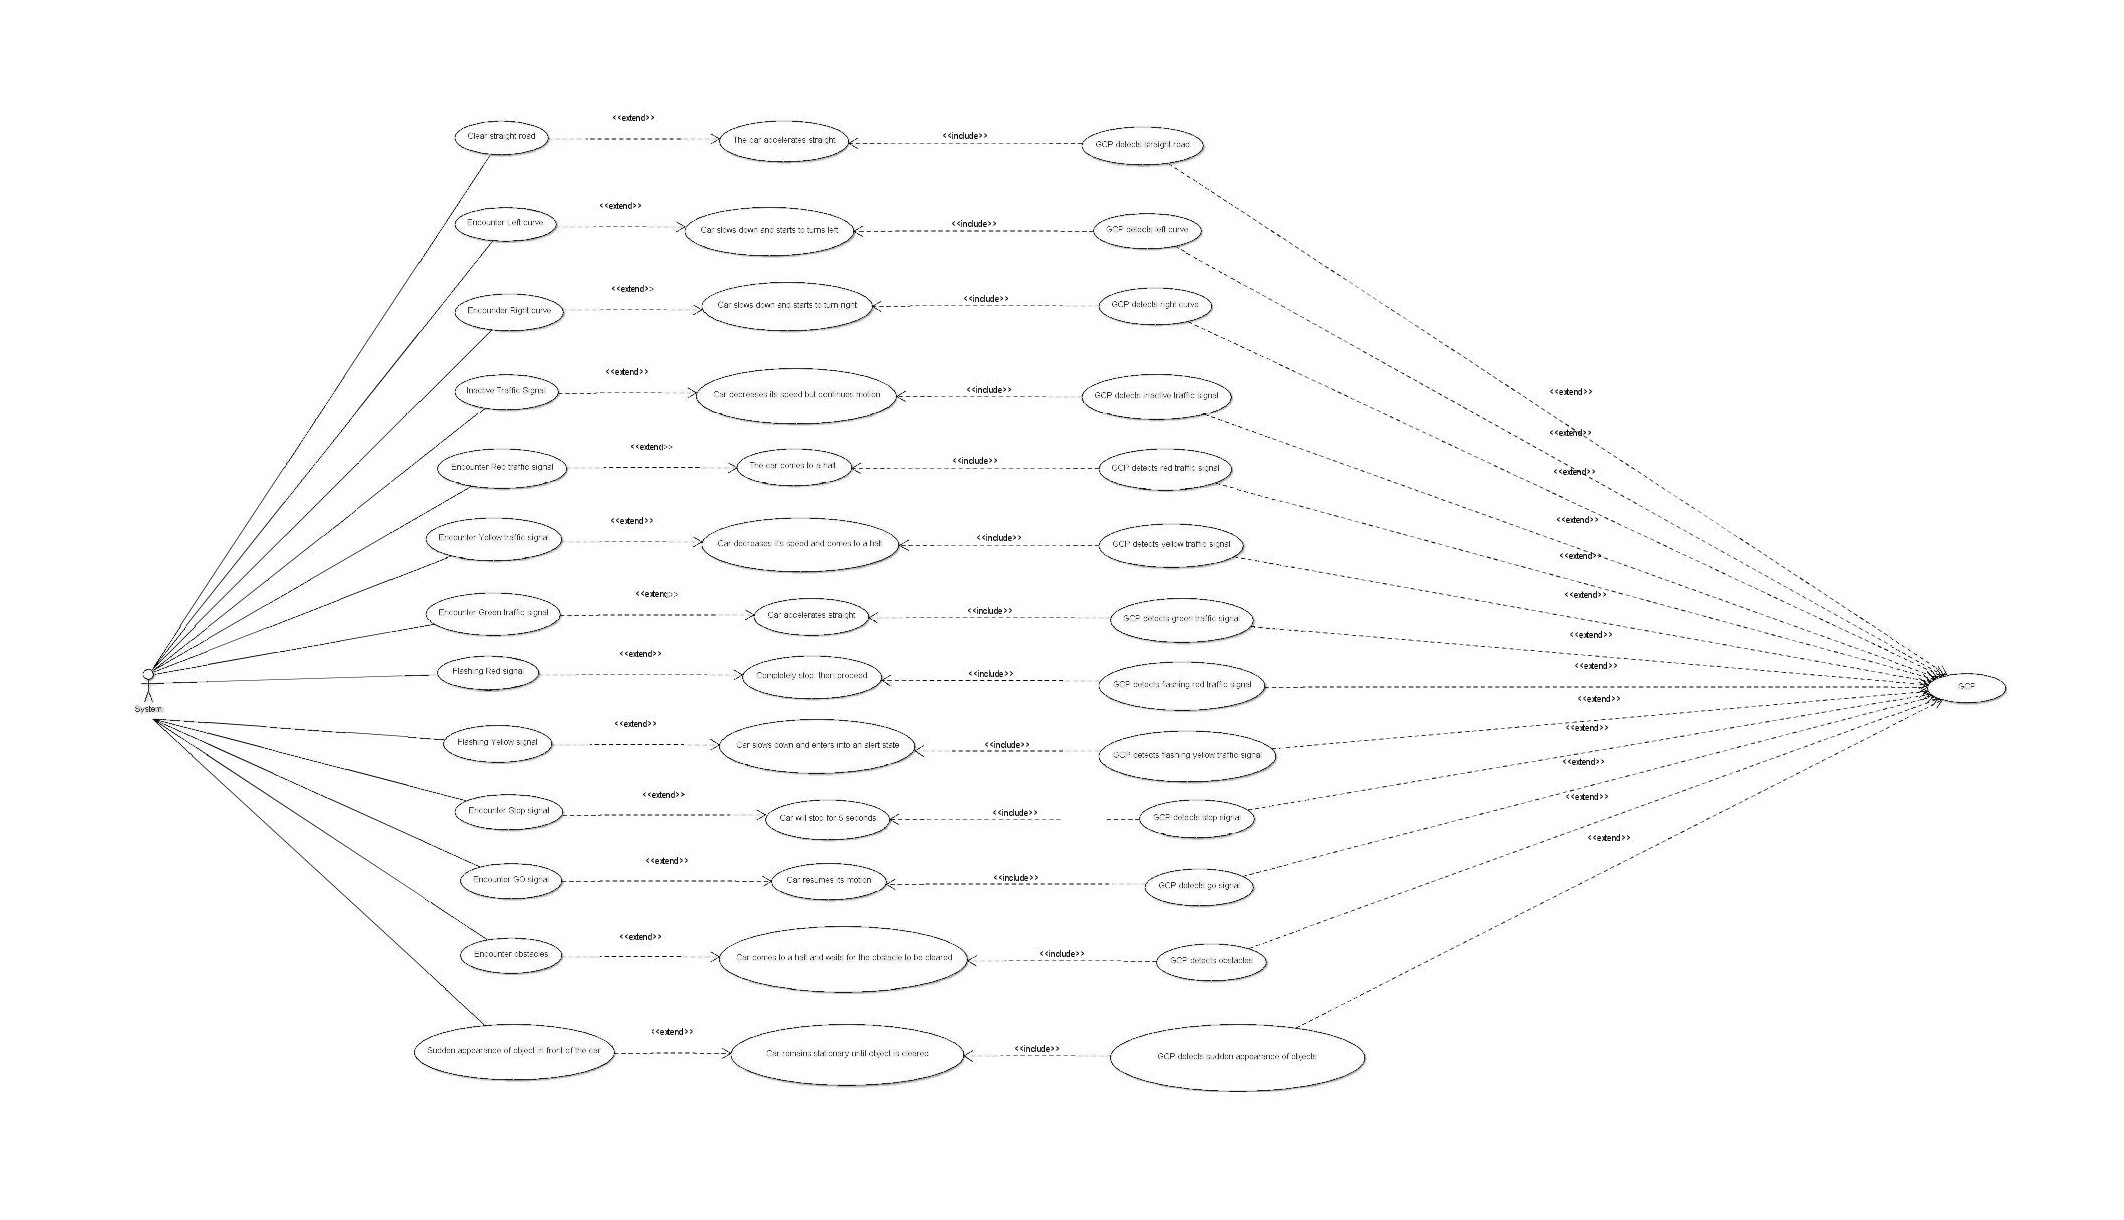 <<extend>>
Clear straight road
The car accelerates straight
<<include>>
GCP detects straight road
<<extend>>
Encounter Left curve
Car slows down and starts to turns left
<<include>>
GCP detects left curve
<<extend>>
Encounder Right curve
Car slows down and starts to turn right
<<include>>
GCP detects right curve
<<extend>>
Inactive Traffic Signal
Car decreases its speed but continues motion
<<include>>
GCP detects inactive traffic signal
<<extend>>
Encounter Red traffic signal
The car comes to a halt
<<include>>
GCP detects red traffic signal
<<extend>>
Encounter Yellow traffic signal
Car decreases it's speed and comes to a halt
<<include>>
GCP detects yellow traffic signal
<<extend>>
Encounter Green traffic signal
Car accelerates straight
<<include>>
GCP detects green traffic signal
<<extend>>
Flashing Red signal
Completely stop, then proceed
<<include>>
GCP detects flashing red traffic signal
<<extend>>
Flashing Yellow signal
Car slows down and enters into an alert state
<<include>>
GCP detects flashing yellow traffic signal
<<extend>>
Encounter Stop signal
Car will stop for 5 seconds
<<include>>
GCP detects stop signal
<<extend>>
Encounter GO signal
Car resumes its motion
<<include>>
GCP detects go signal
<<extend>>
Encounter obstacles
Car comes to a halt and waits for the obstacle to be cleared
<<include>>
GCP detects obstacles
<<extend>>
Sudden appearance of object in front of the car
Car remains stationary until object is cleared
<<include>>
GCP detects sudden appearance of objects
System
<<extend>>
<<extend>>
<<extend>>
<<extend>>
<<extend>>
<<extend>>
<<extend>>
<<extend>>
<<extend>>
<<extend>>
<<extend>>
<<extend>>
<<extend>>
GCP